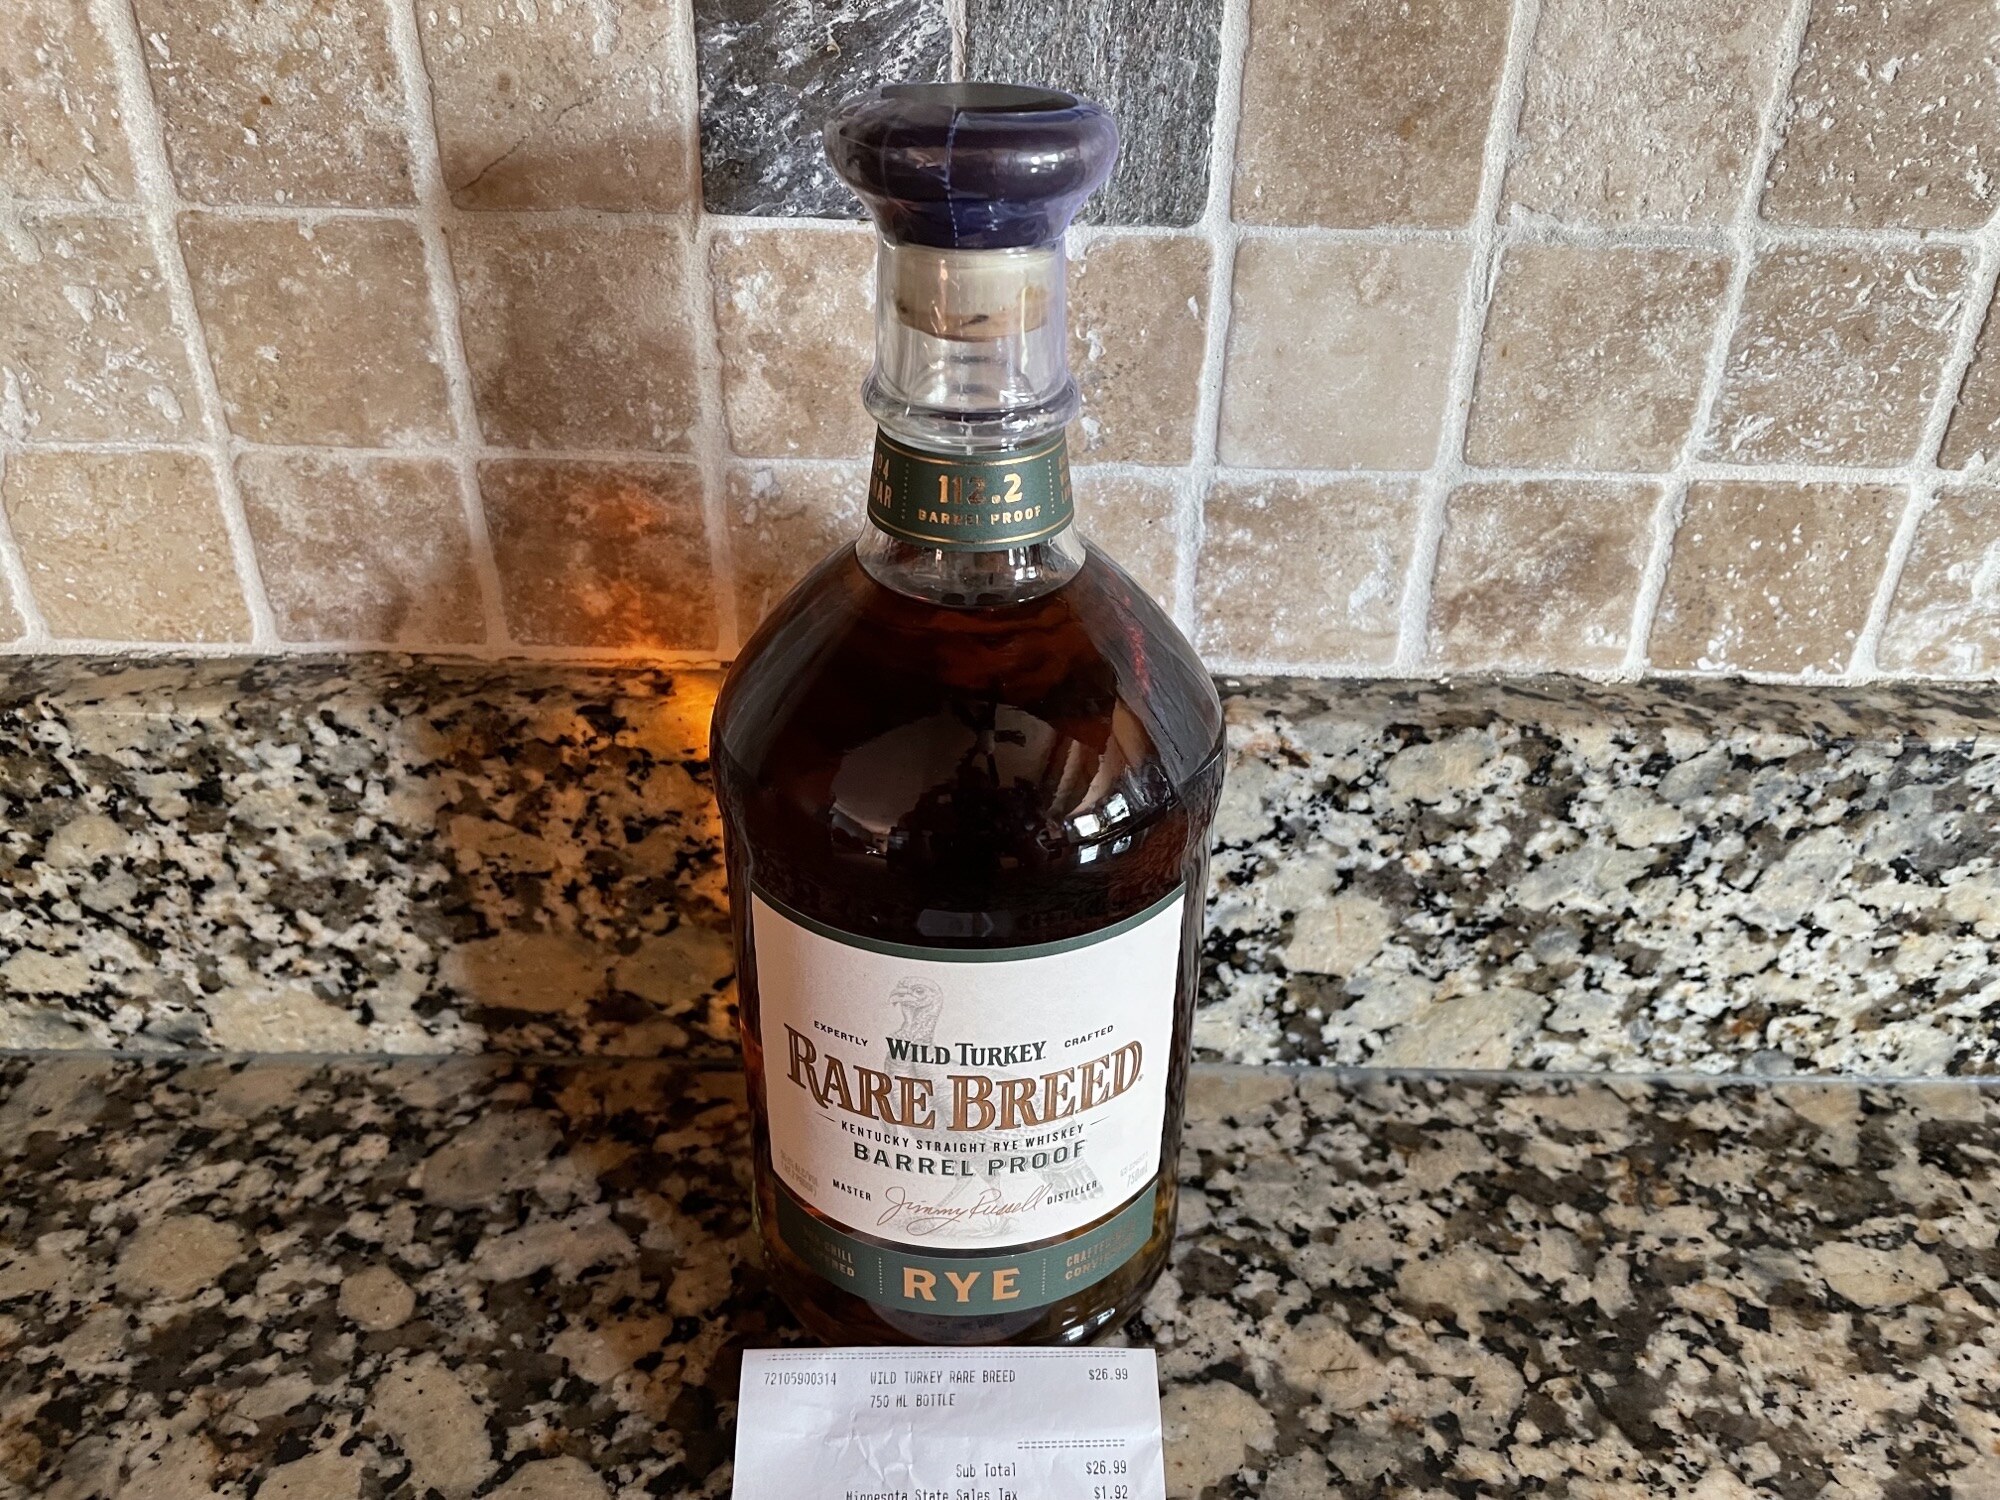 112.2
BARREL PROOF
EXPERTLY WILD TURKEY CRAFTED
RARE BREED
KENTUCKY STRAIGHT RYE WHISKEY
BARREL PROOF
750ml
MASTER Jimmy Russell DISTILLER
RYE
72105900314 WILD TURKEY RARE BREED $26.99
750 ML BOTTLE
Sub Total $26.99
Minnesota State Sales Tax $1.92